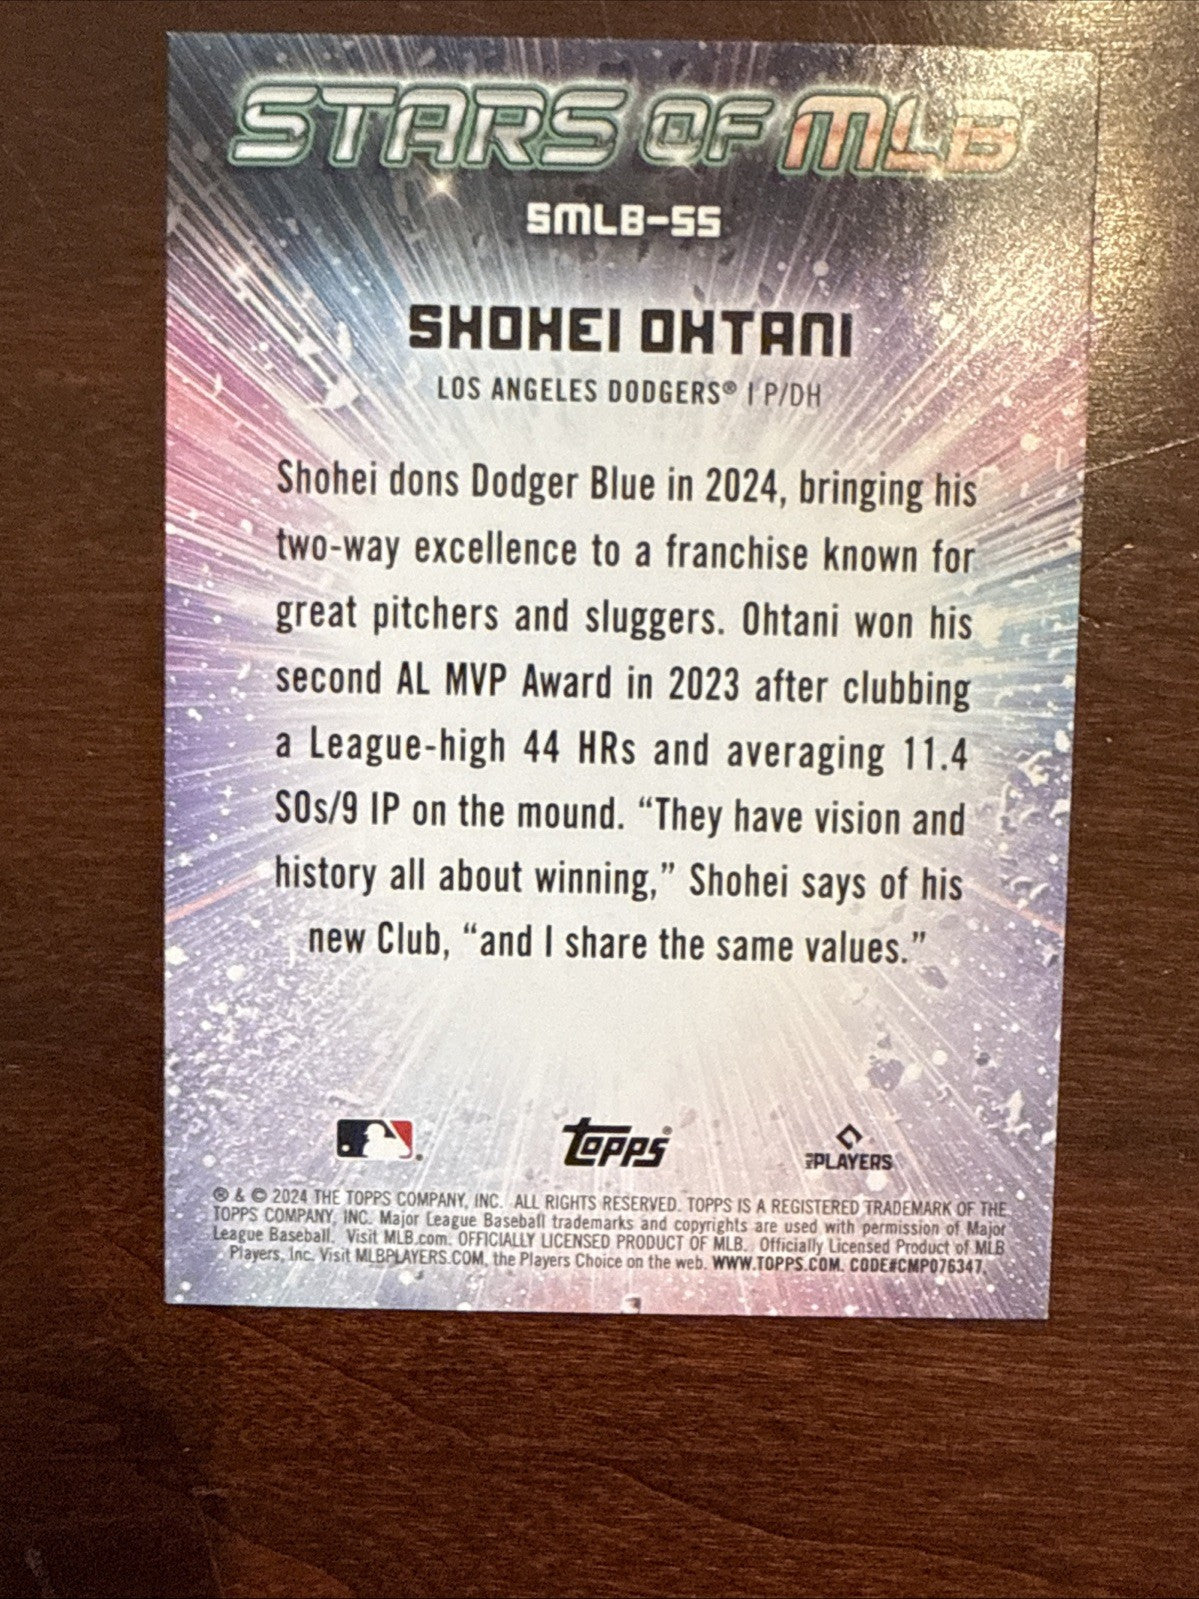 STARS OF MLB
SMLB-55
SHOHEI OHTANI
LOS ANGELES DODGERS® | P/DH
Shohei dons Dodger Blue in 2024, bringing his
two-way excellence to a franchise known for
great pitchers and sluggers. Ohtani won his
second AL MVP Award in 2023 after clubbing
a League-high 44 HRs and averaging 11.4
SOs/9 IP on the mound. “They have vision and
history all about winning,” Shohei says of his
new Club, “and I share the same values.”
topps®
PLAYERS
® & © 2024 THE TOPPS COMPANY, INC. ALL RIGHTS RESERVED. TOPPS IS A REGISTERED TRADEMARK OF THE
TOPPS COMPANY, INC. Major League Baseball trademarks and copyrights are used with permission of Major
League Baseball. Visit MLB.com. OFFICIALLY LICENSED PRODUCT OF MLB. Officially Licensed Product of MLB
Players, Inc. Visit MLBPLAYERS.COM, the Players Choice on the web. WWW.TOPPS.COM. CODE#CMP076347.